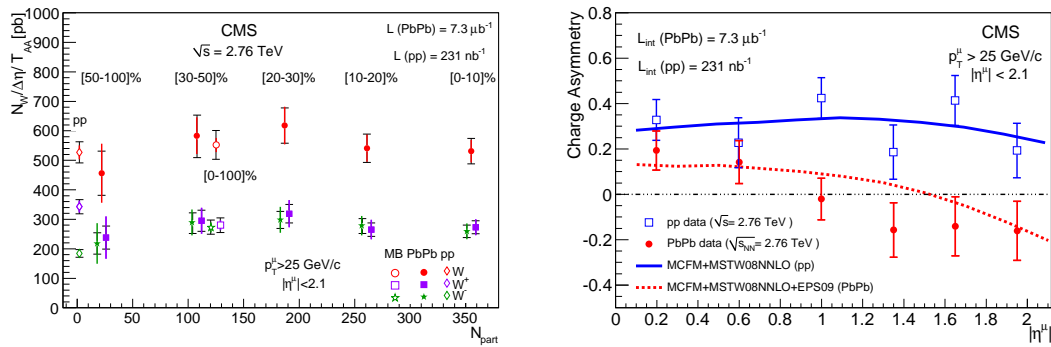 CMS
√s = 2.76 TeV
L (PbPb) = 7.3 μb⁻¹
L (pp) = 231 nb⁻¹
[50-100]% [30-50]% [20-30]% [10-20]% [0-10]%
pp
[0-100]%
p_T^μ>25 GeV/c
|η^μ|<2.1
MB PbPb pp
W
W⁺
W⁻
N_W/Δη/ T_AA [pb]
1000
900
800
700
600
500
400
300
200
100
0
0 50 100 150 200 250 300 350
N_part
CMS
L_int (PbPb) = 7.3 μb⁻¹
L_int (pp) = 231 nb⁻¹
p_T^μ > 25 GeV/c
|η^μ| < 2.1
pp data (√s= 2.76 TeV )
PbPb data (√s_NN= 2.76 TeV )
MCFM+MSTW08NNLO (pp)
MCFM+MSTW08NNLO+EPS09 (PbPb)
Charge Asymmetry
0.8
0.6
0.4
0.2
0
-0.2
-0.4
0.2 0.4 0.6 0.8 1 1.2 1.4 1.6 1.8 2
|η^μ|